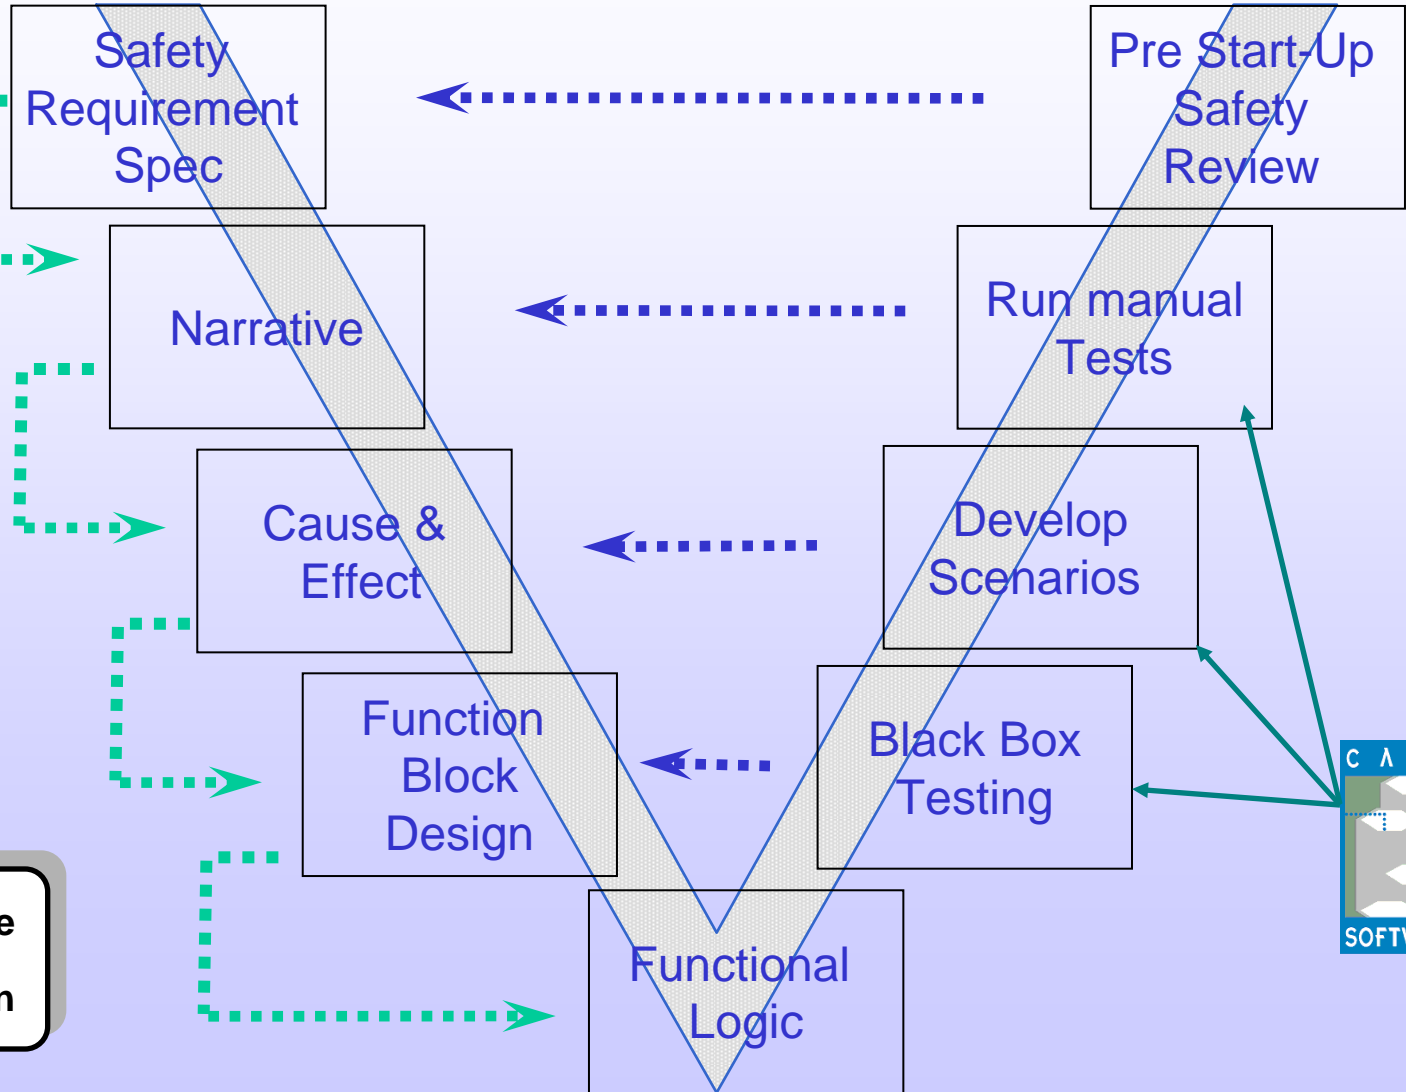 Safety
Requirement
Spec
Pre Start-Up
Safety
Review
Narrative
Run manual
Tests
Cause &
Effect
Develop
Scenarios
Function
Block
Design
Black Box
Testing
Functional
Logic